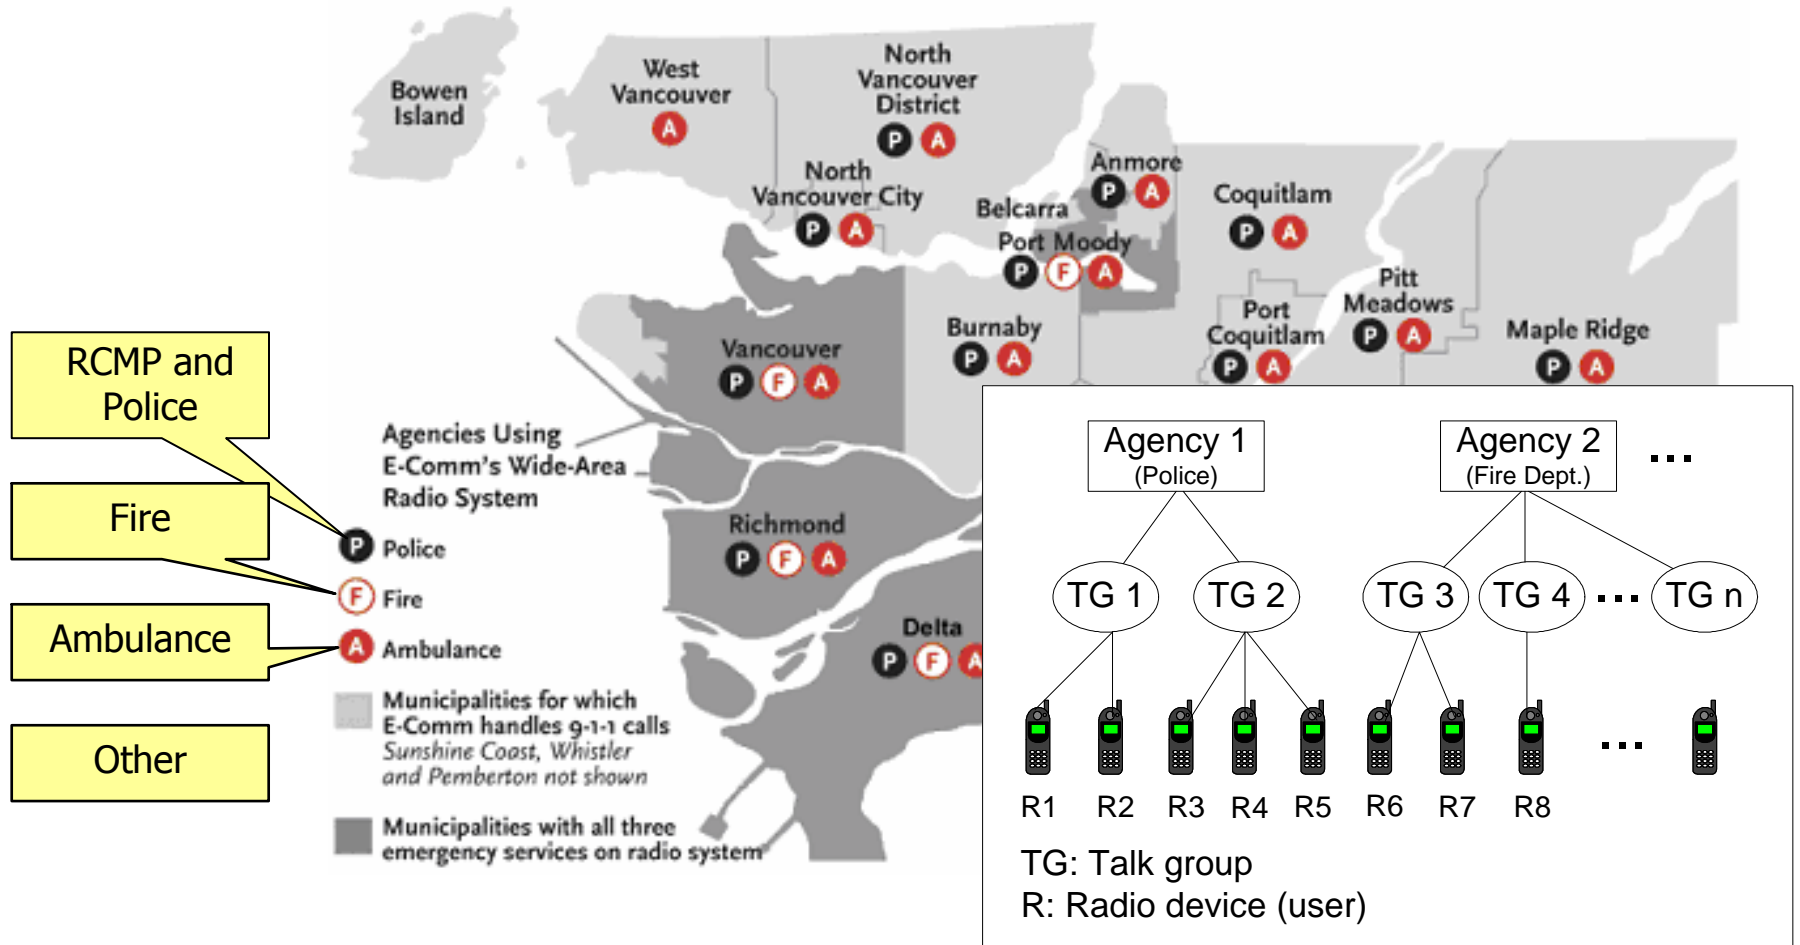 Bowen
Island
West
Vancouver
A
North
Vancouver
District
P A
North
Vancouver City
P A
Anmore
P A
Belcarra
Port Moody
P F A
Coquitlam
P A
Pitt
Meadows
P A
Port
Coquitlam
P A
Maple Ridge
P A
Burnaby
P A
Vancouver
P F A
Richmond
P F A
Delta
P F A
RCMP and
Police
Fire
Ambulance
Other
Agencies Using
E-Comm's Wide-Area
Radio System
P Police
F Fire
A Ambulance
Municipalities for which
E-Comm handles 9-1-1 calls
Sunshine Coast, Whistler
and Pemberton not shown
Municipalities with all three
emergency services on radio system
Agency 1
(Police)
Agency 2
(Fire Dept.)
...
TG 1
TG 2
TG 3
TG 4
...
TG n
...
R1 R2 R3 R4 R5 R6 R7 R8
TG: Talk group
R: Radio device (user)